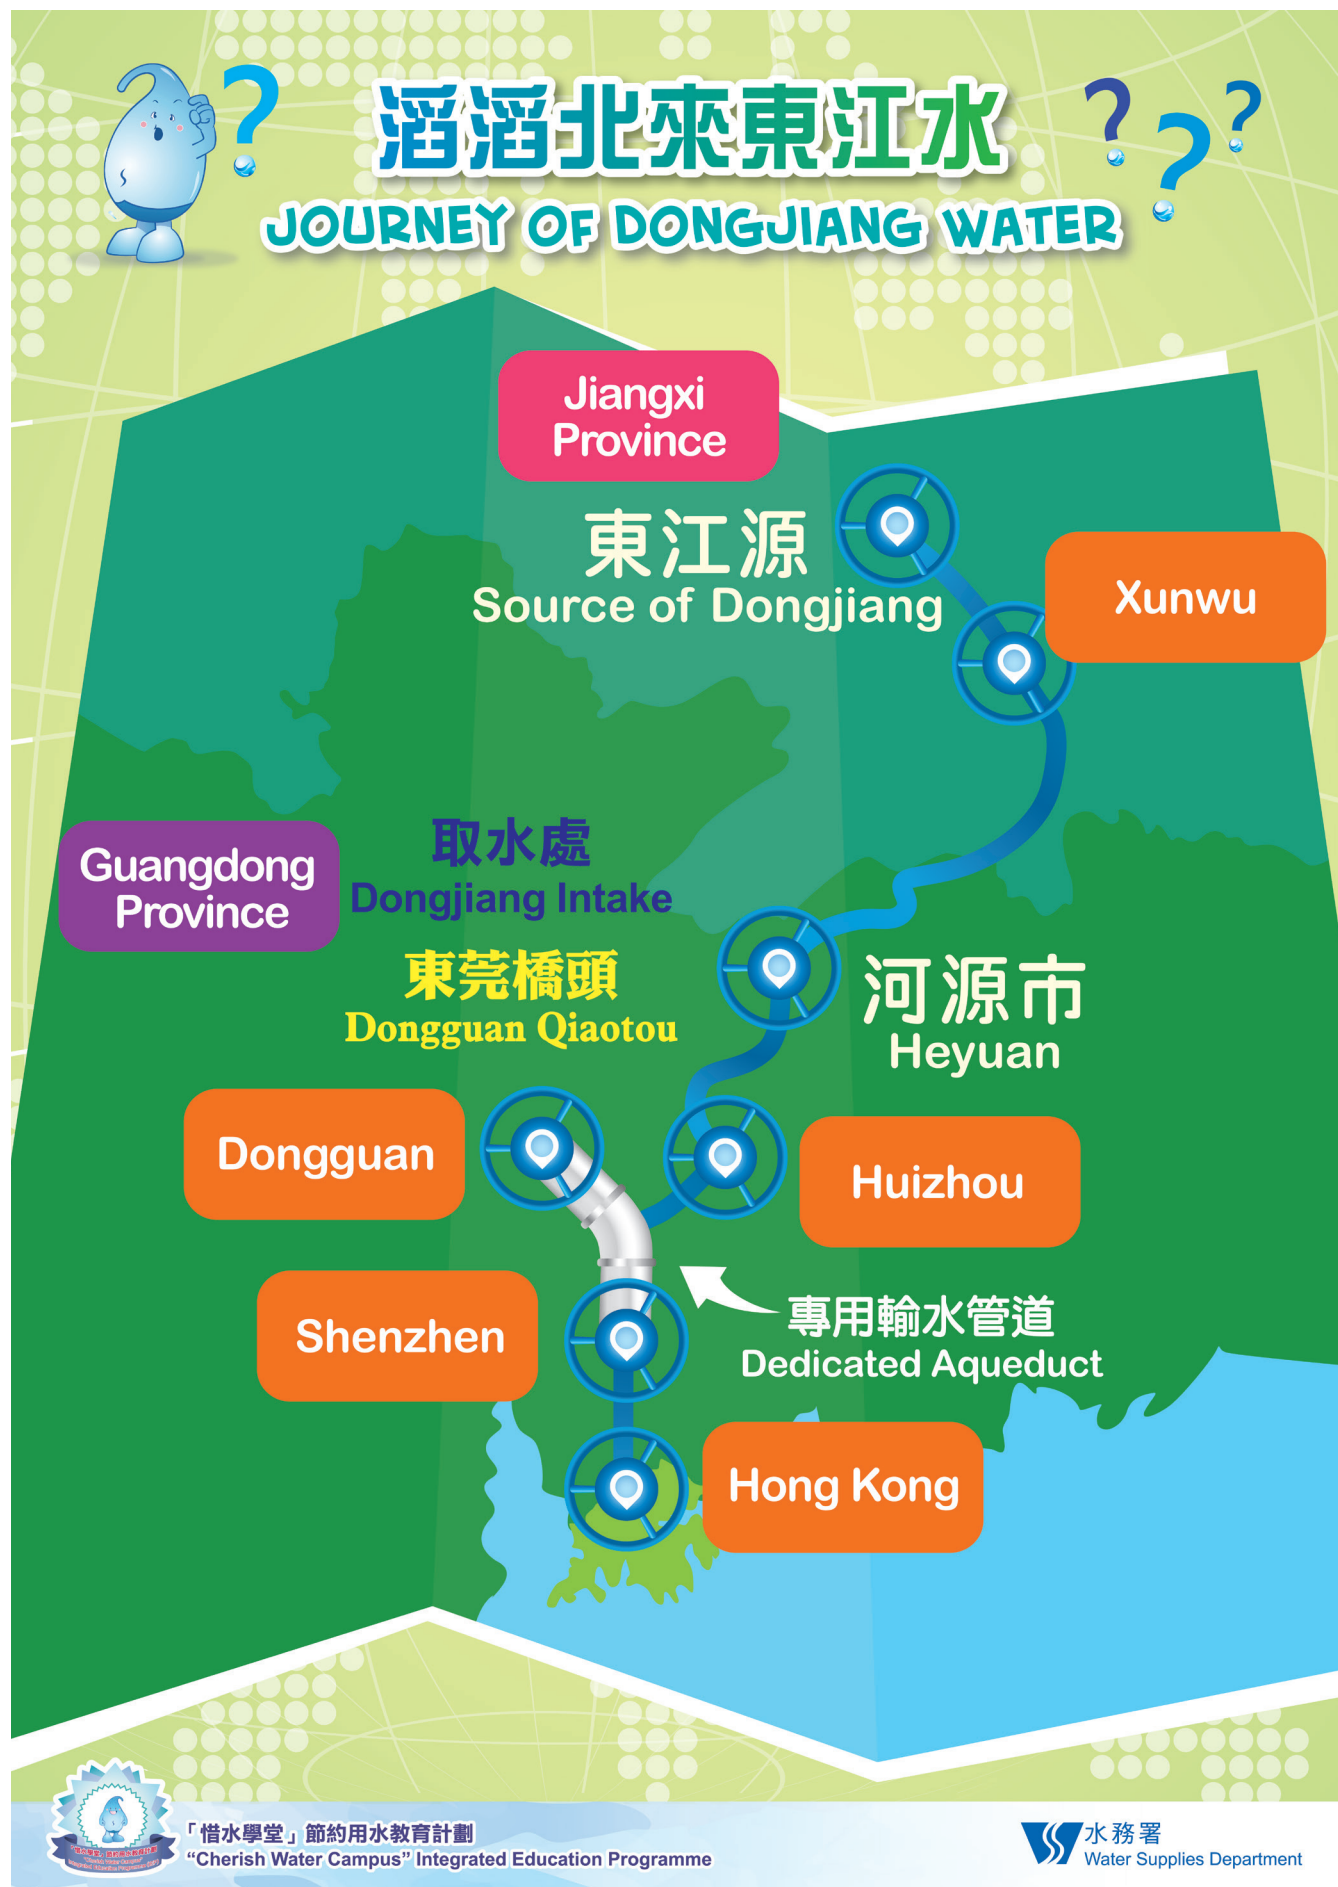 滔滔北來東江水
JOURNEY OF DONGJIANG WATER
Jiangxi
Province
東江源
Source of Dongjiang
Xunwu
Guangdong
Province
取水處
Dongjiang Intake
東莞橋頭
Dongguan Qiaotou
河源市
Heyuan
Dongguan
Huizhou
Shenzhen
專用輸水管道
Dedicated Aqueduct
Hong Kong
「惜水學堂」節約用水教育計劃
“Cherish Water Campus” Integrated Education Programme
水務署
Water Supplies Department